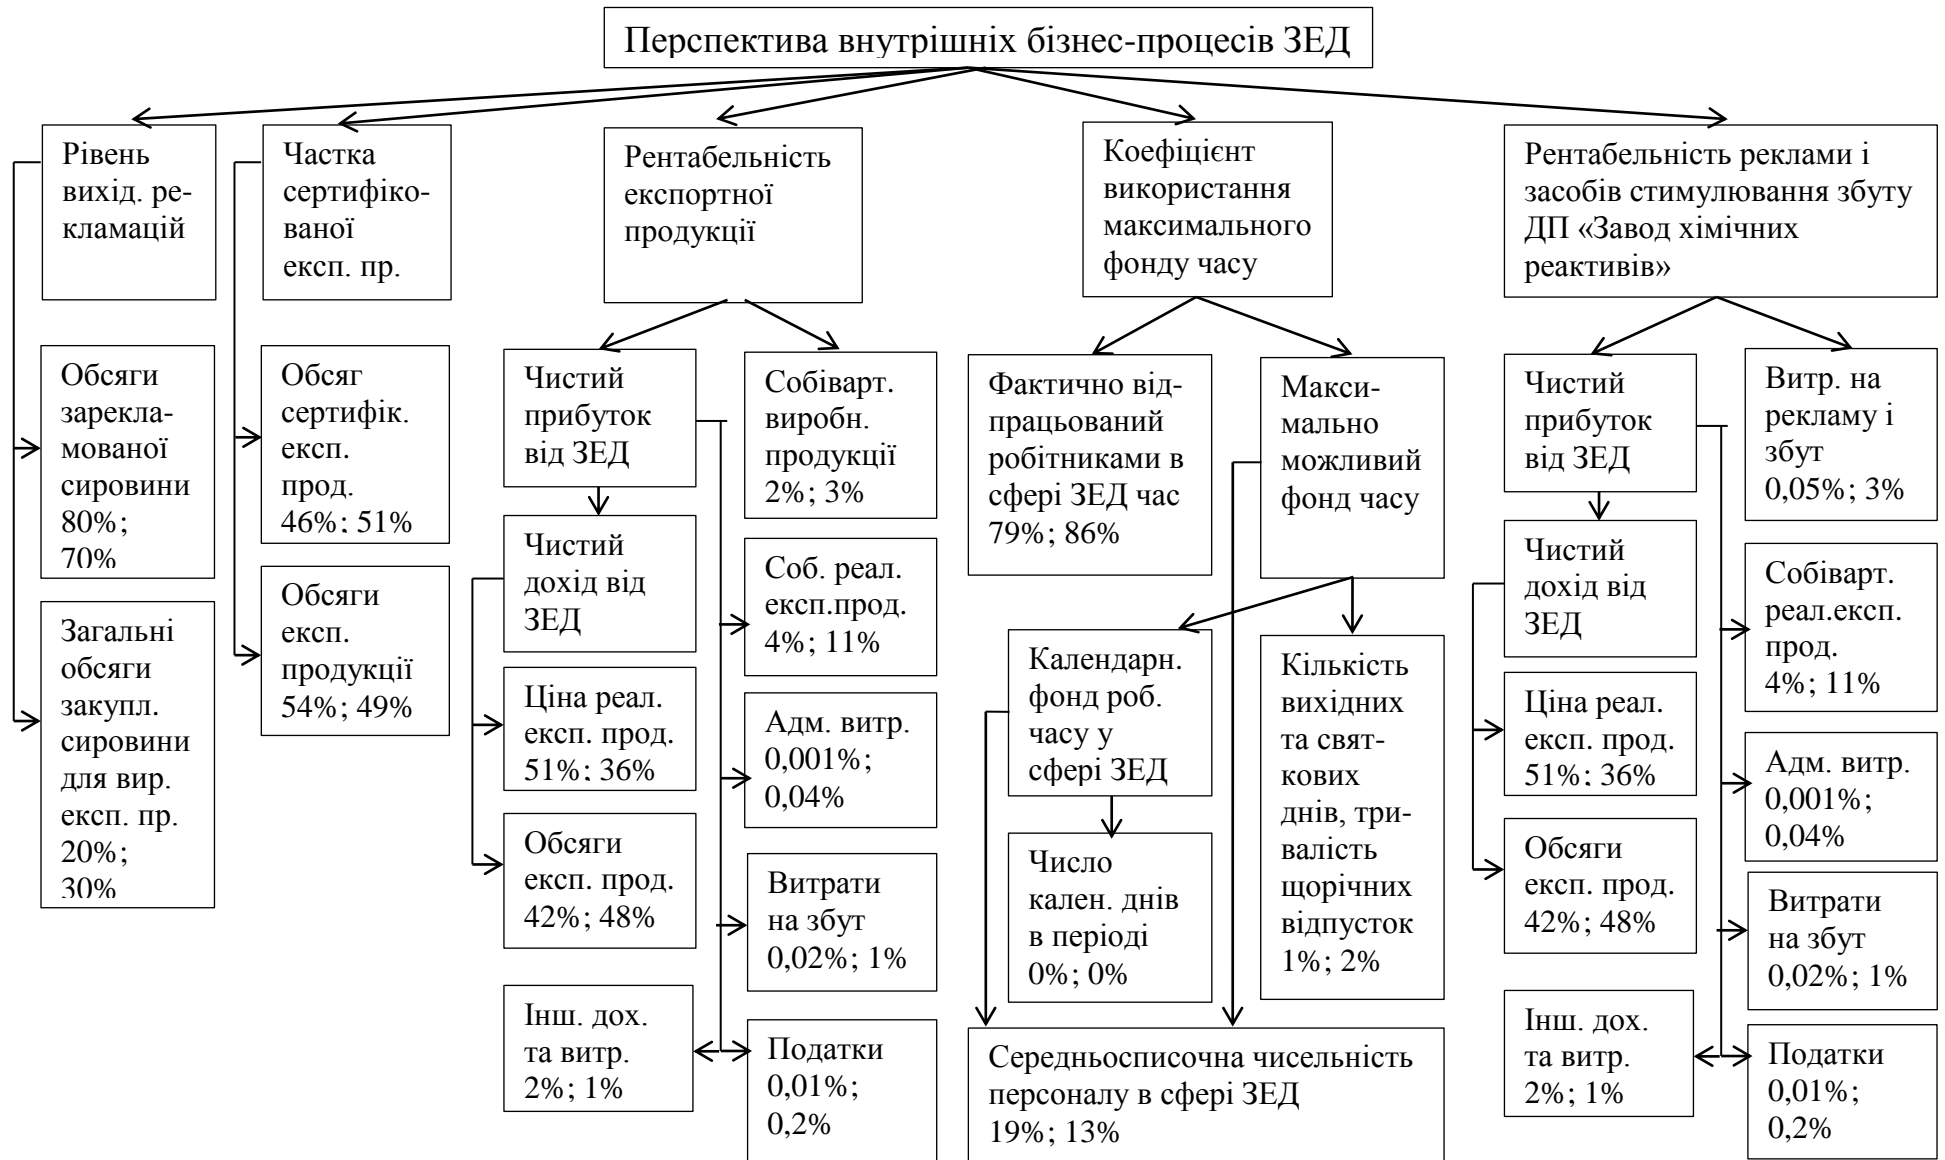 Перспектива внутрішніх бізнес-процесів ЗЕД
Рівень
вихід. ре-
кламацій
Частка
сертифіко-
ваної
експ. пр.
Рентабельність
експортної
продукції
Коефіцієнт
використання
максимального
фонду часу
Рентабельність реклами і
засобів стимулювання збуту
ДП «Завод хімічних
реактивів»
Обсяги
зарекла-
мованої
сировини
80%;
70%
Загальні
обсяги
закупл.
сировини
для вир.
експ. пр.
20%;
30%
Обсяг
сертифік.
експ.
прод.
46%; 51%
Обсяги
експ.
продукції
54%; 49%
Чистий
прибуток
від ЗЕД
Чистий
дохід від
ЗЕД
Ціна реал.
експ. прод.
51%; 36%
Обсяги
експ. прод.
42%; 48%
Інш. дох.
та витр.
2%; 1%
Собіварт.
виробн.
продукції
2%; 3%
Соб. реал.
експ.прод.
4%; 11%
Адм. витр.
0,001%;
0,04%
Витрати
на збут
0,02%; 1%
Податки
0,01%;
0,2%
Фактично від-
працьований
робітниками в
сфері ЗЕД час
79%; 86%
Макси-
мально
можливий
фонд часу
Календарн.
фонд роб.
часу у
сфері ЗЕД
Число
кален. днів
в періоді
0%; 0%
Кількість
вихідних
та свят-
кових
днів, три-
валість
щорічних
відпусток
1%; 2%
Середньосписочна чисельність
персоналу в сфері ЗЕД
19%; 13%
Чистий
прибуток
від ЗЕД
Чистий
дохід від
ЗЕД
Ціна реал.
експ. прод.
51%; 36%
Обсяги
експ. прод.
42%; 48%
Інш. дох.
та витр.
2%; 1%
Витр. на
рекламу і
збут
0,05%; 3%
Собіварт.
реал.експ.
прод.
4%; 11%
Адм. витр.
0,001%;
0,04%
Витрати
на збут
0,02%; 1%
Податки
0,01%;
0,2%